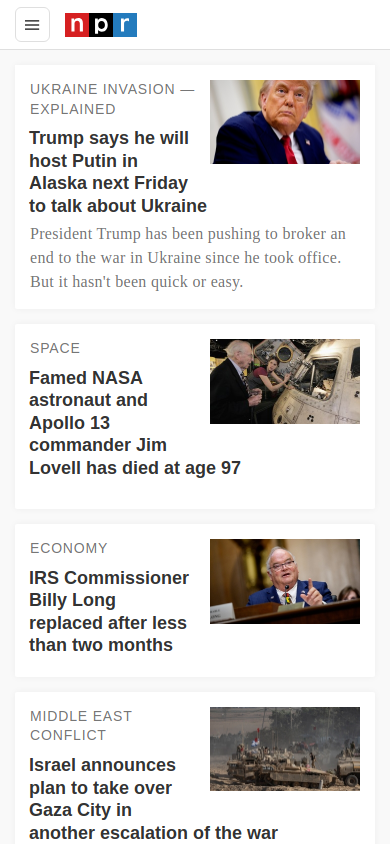 npr
UKRAINE INVASION —
EXPLAINED
Trump says he will
host Putin in
Alaska next Friday
to talk about Ukraine
President Trump has been pushing to broker an
end to the war in Ukraine since he took office.
But it hasn't been quick or easy.
SPACE
Famed NASA
astronaut and
Apollo 13
commander Jim
Lovell has died at age 97
ECONOMY
IRS Commissioner
Billy Long
replaced after less
than two months
MIDDLE EAST
CONFLICT
Israel announces
plan to take over
Gaza City in
another escalation of the war